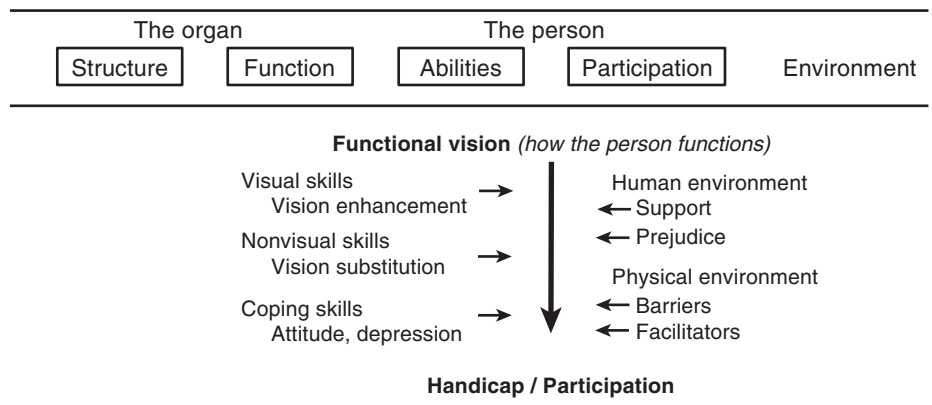 The organ
The person
Structure
Function
Abilities
Participation
Environment
Functional vision (how the person functions)
Visual skills
Vision enhancement
Nonvisual skills
Vision substitution
Coping skills
Attitude, depression
Human environment
Support
Prejudice
Physical environment
Barriers
Facilitators
Handicap / Participation